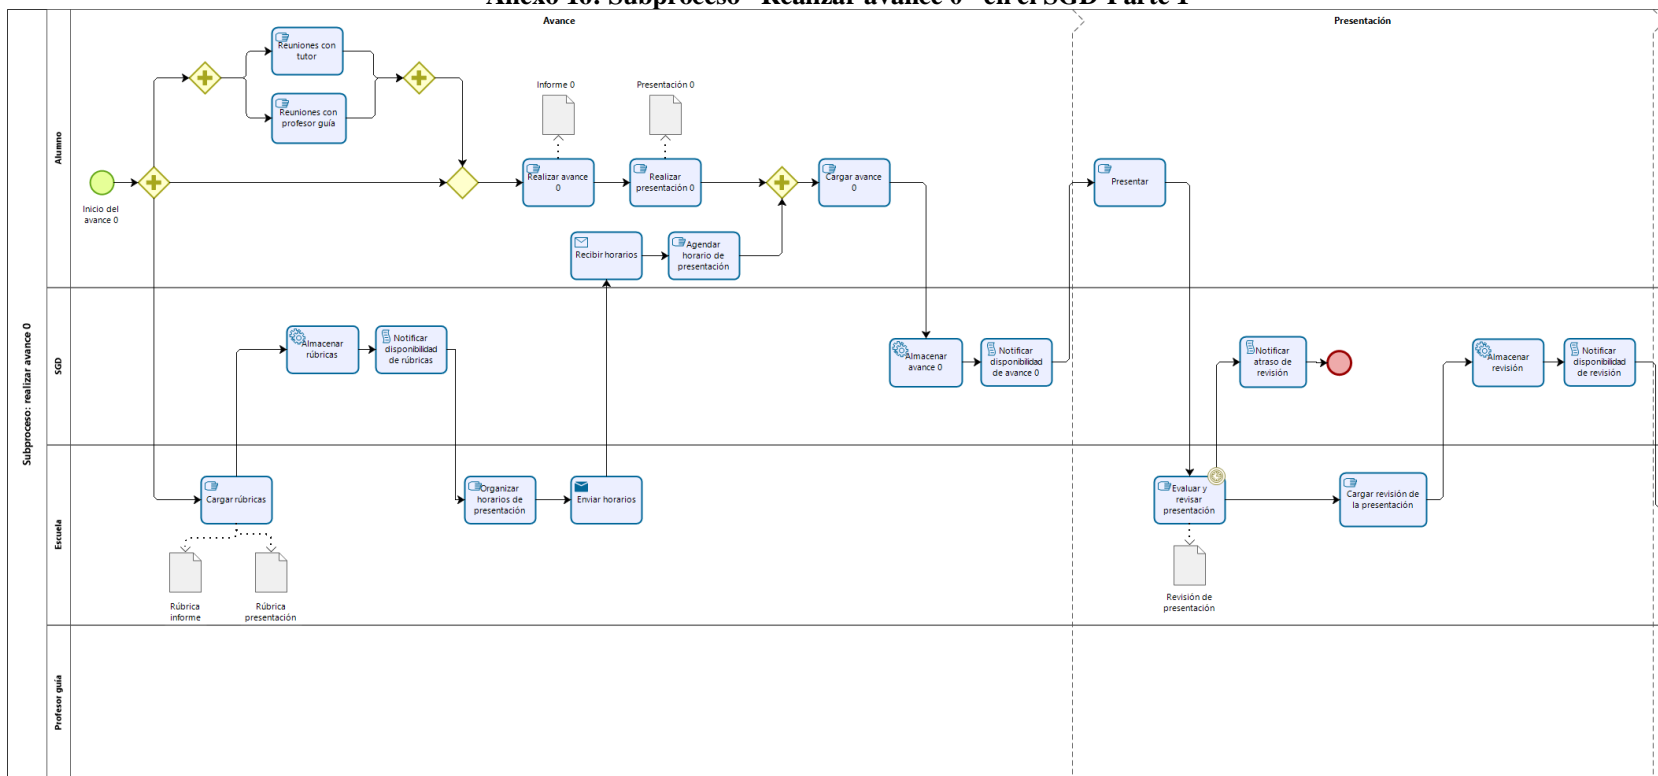 Anexo 10: Subproceso "Realizar avance 0" en el SGD Parte 1
Avance
Presentación
Subproceso: realizar avance 0
Alumno
Reuniones con
tutor
Reuniones con
profesor guía
Inicio del
avance 0
Informe 0
Presentación 0
Realizar avance
0
Realizar
presentación 0
Cargar avance
0
Recibir horarios
Agendar
horario de
presentación
Presentar
SGD
Almacenar
rúbricas
Notificar
disponibilidad
de rúbricas
Almacenar
avance 0
Notificar
disponibilidad
de avance 0
Notificar
atraso de
revisión
Almacenar
revisión
Notificar
disponibilidad
de revisión
Escuela
Cargar rúbricas
Rúbrica
informe
Rúbrica
presentación
Organizar
horarios de
presentación
Enviar horarios
Evaluar y
revisar
presentación
Revisión de
presentación
Cargar revisión de
la presentación
Profesor guía